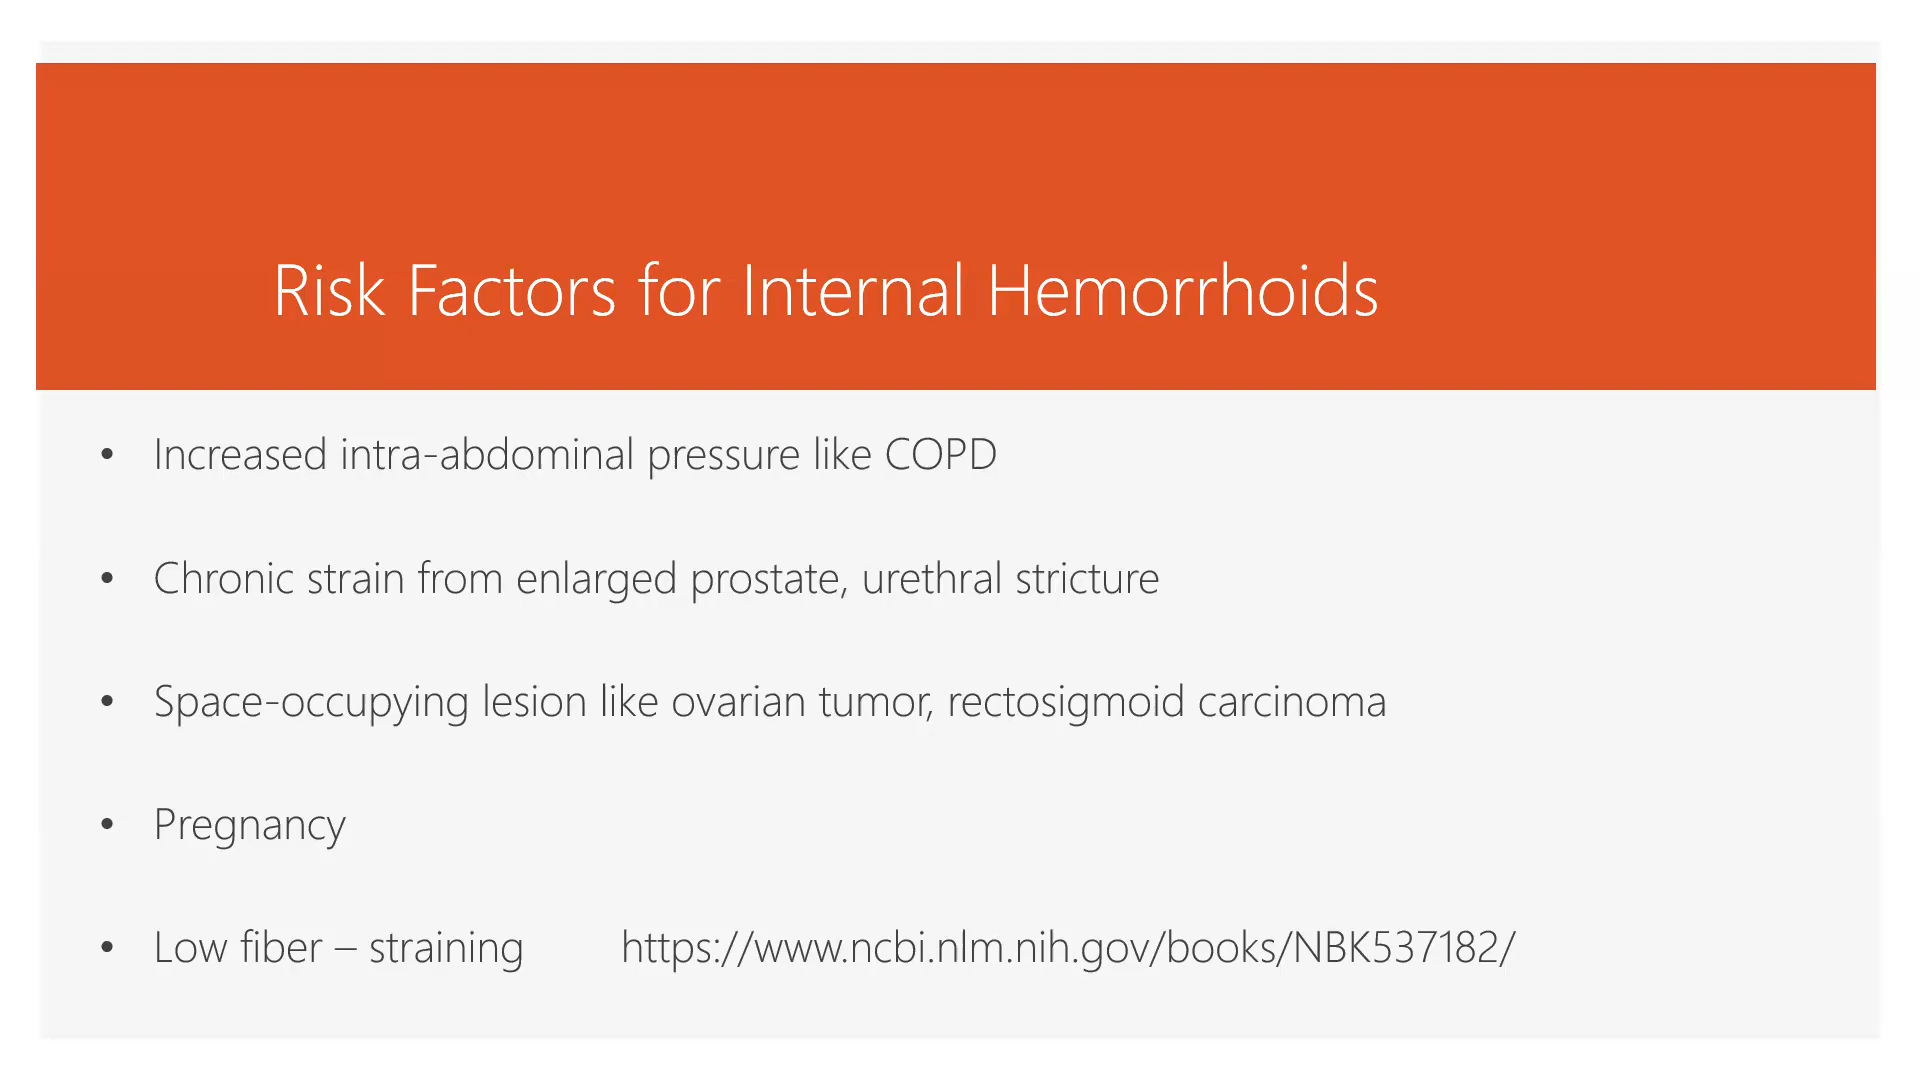 Risk Factors for Internal Hemorrhoids
• Increased intra-abdominal pressure like COPD
• Chronic strain from enlarged prostate, urethral stricture
• Space-occupying lesion like ovarian tumor, rectosigmoid carcinoma
• Pregnancy
• Low fiber – straining https://www.ncbi.nlm.nih.gov/books/NBK537182/